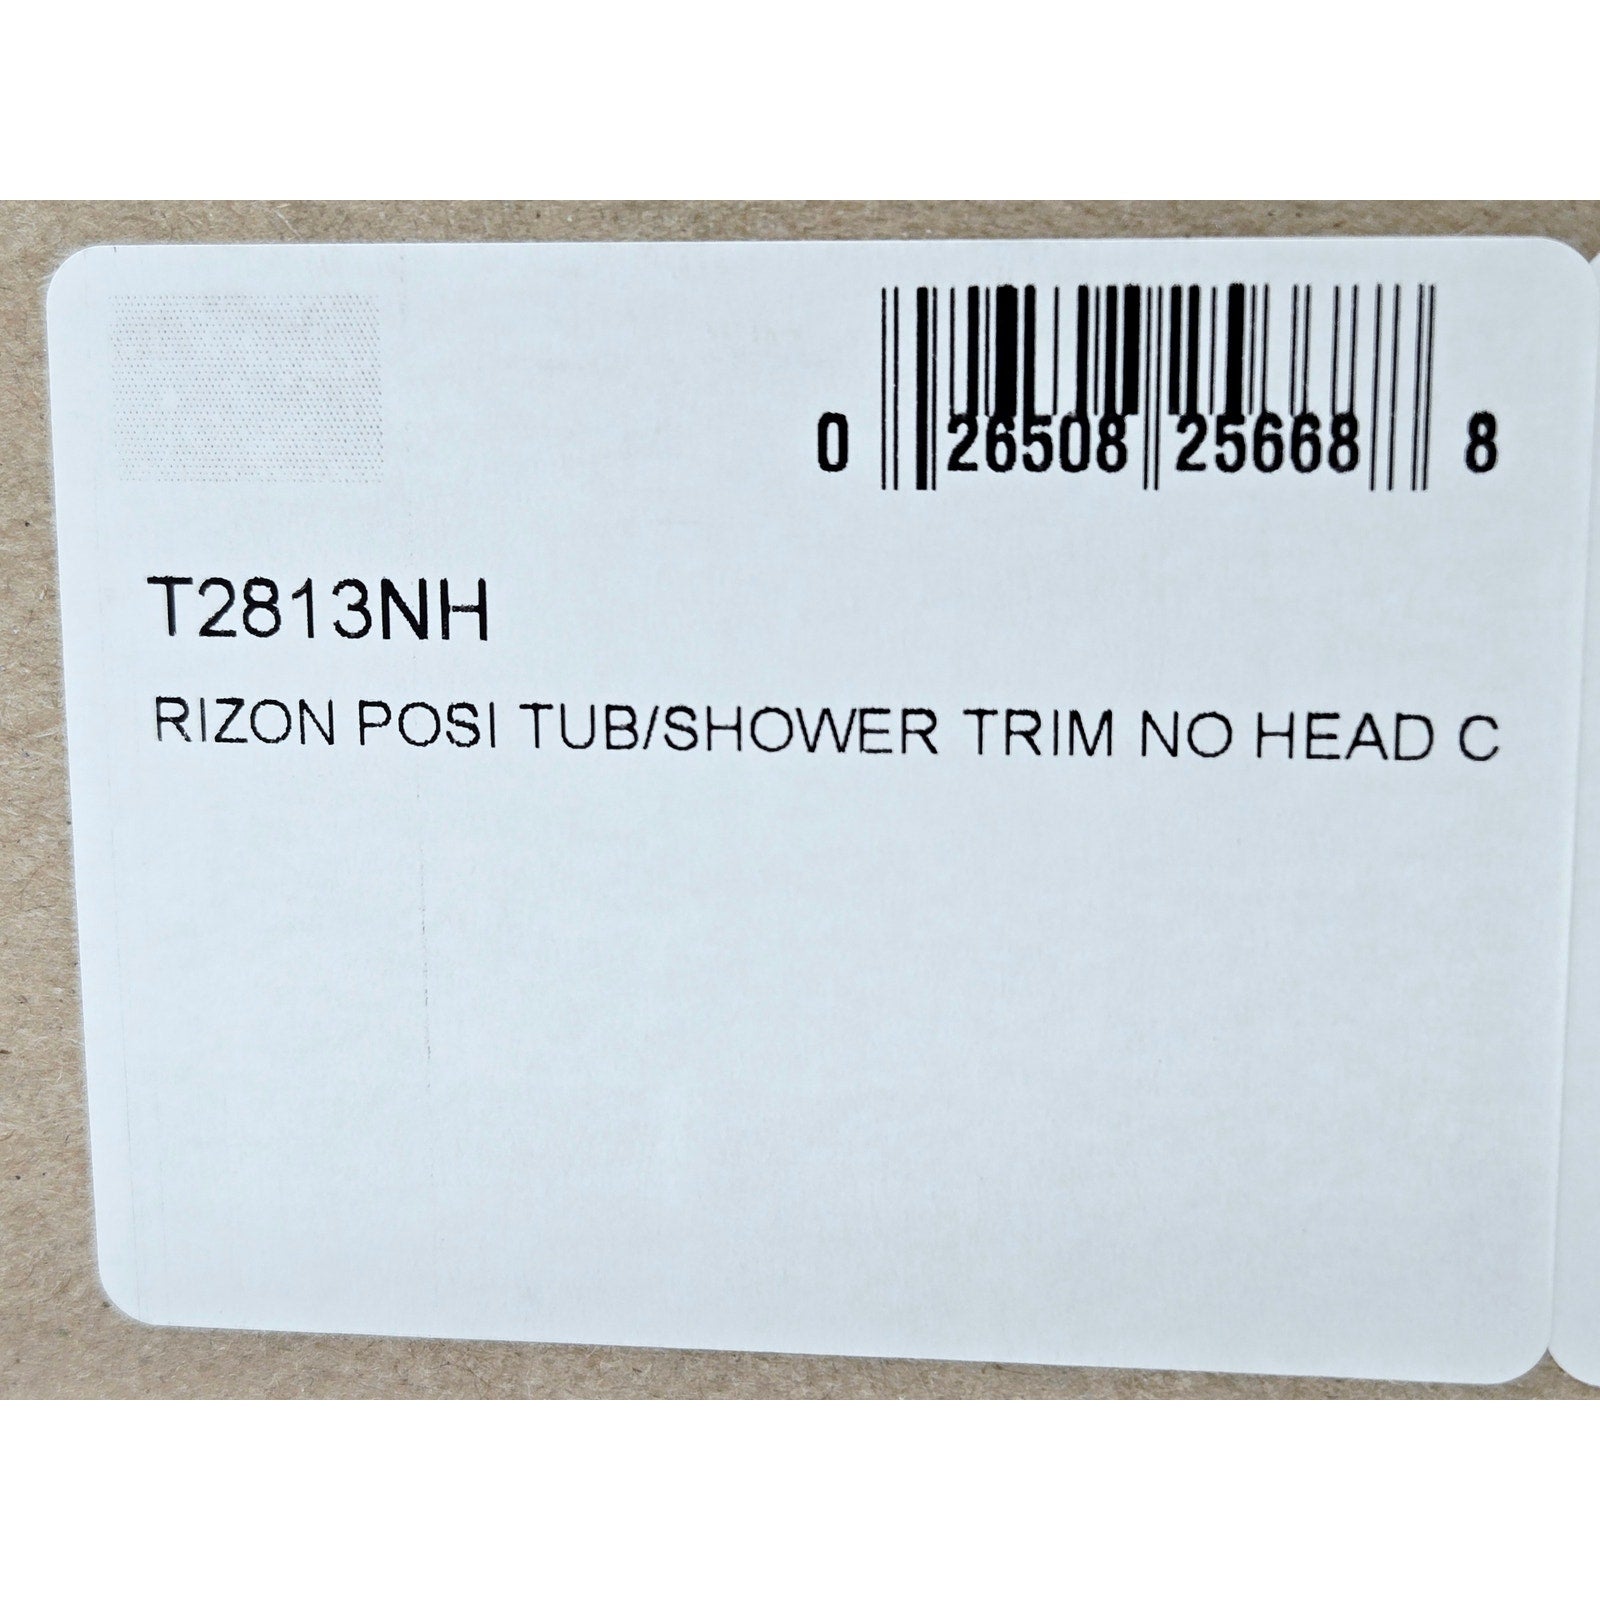 0 26508 25668 8
T2813NH
RIZON POSI TUB/SHOWER TRIM NO HEAD C